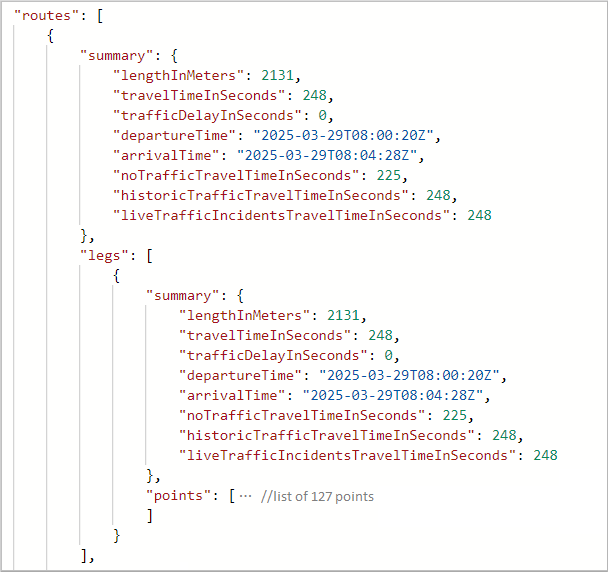 "routes": [
{
"summary": {
"lengthInMeters": 2131,
"travelTimeInSeconds": 248,
"trafficDelayInSeconds": 0,
"departureTime": "2025-03-29T08:00:20Z",
"arrivalTime": "2025-03-29T08:04:28Z",
"noTrafficTravelTimeInSeconds": 225,
"historicTrafficTravelTimeInSeconds": 248,
"liveTrafficIncidentsTravelTimeInSeconds": 248
},
"legs": [
{
"summary": {
"lengthInMeters": 2131,
"travelTimeInSeconds": 248,
"trafficDelayInSeconds": 0,
"departureTime": "2025-03-29T08:00:20Z",
"arrivalTime": "2025-03-29T08:04:28Z",
"noTrafficTravelTimeInSeconds": 225,
"historicTrafficTravelTimeInSeconds": 248,
"liveTrafficIncidentsTravelTimeInSeconds": 248
},
"points": [··· //list of 127 points
]
}
],